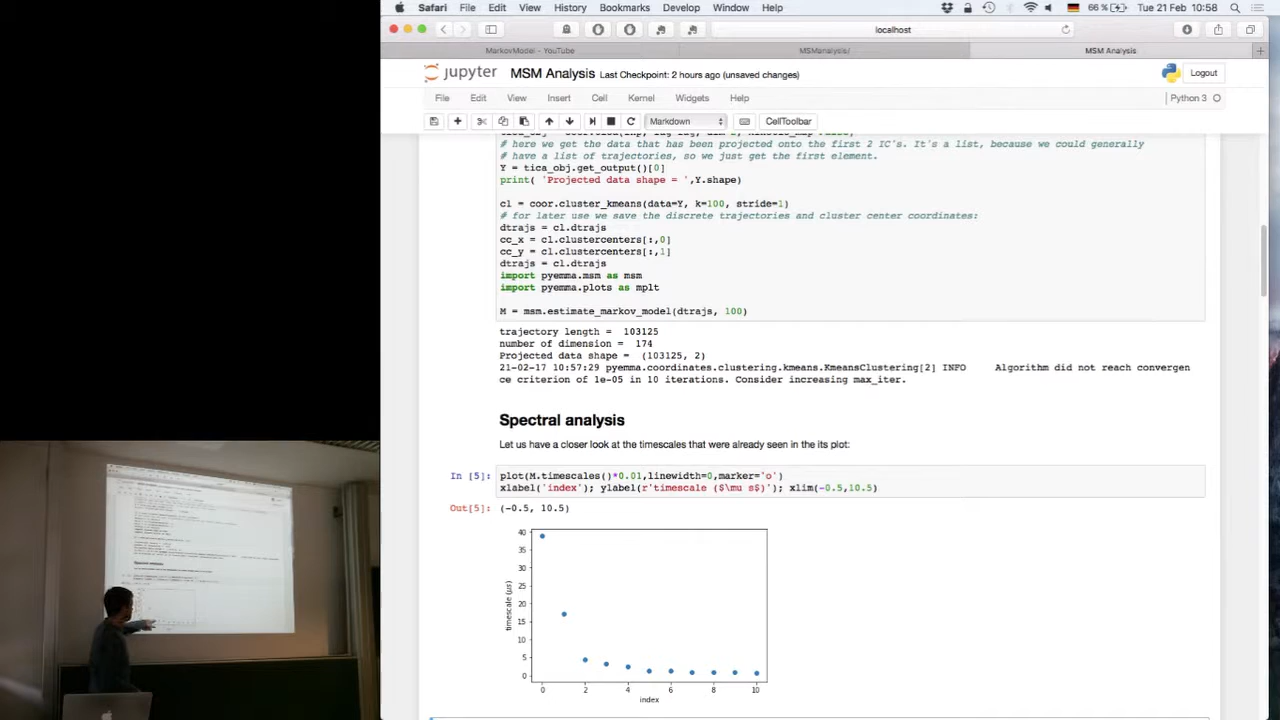 Safari File Edit View History Bookmarks Develop Window Help 66 % Tue 21 Feb 10:58
localhost
MarkovModel - YouTube MSManalysis/ MSM Analysis
jupyter MSM Analysis Last Checkpoint: 2 hours ago (unsaved changes) Logout
File Edit View Insert Cell Kernel Widgets Help Python 3
Markdown CellToolbar
# here we get the data that has been projected onto the first 2 IC's. It's a list, because we could generally
# have a list of trajectories, so we just get the first element.
Y = tica_obj.get_output()[0]
print( 'Projected data shape = ',Y.shape)
cl = coor.cluster_kmeans(data=Y, k=100, stride=1)
# for later use we save the discrete trajectories and cluster center coordinates:
dtrajs = cl.dtrajs
cc_x = cl.clustercenters[:,0]
cc_y = cl.clustercenters[:,1]
dtrajs = cl.dtrajs
import pyemma.msm as msm
import pyemma.plots as mplt
M = msm.estimate_markov_model(dtrajs, 100)
trajectory length = 103125
number of dimension = 174
Projected data shape = (103125, 2)
21-02-17 10:57:29 pyemma.coordinates.clustering.kmeans.KmeansClustering[2] INFO Algorithm did not reach convergen
ce criterion of 1e-05 in 10 iterations. Consider increasing max_iter.
Spectral analysis
Let us have a closer look at the timescales that were already seen in the its plot:
In [5]: plot(M.timescales()*0.01,linewidth=0,marker='o')
xlabel('index'); ylabel(r'timescale ($\mu s$)'); xlim(-0.5,10.5)
Out[5]: (-0.5, 10.5)
40
35
30
25
20
15
10
5
0
timescale (μs)
0 2 4 6 8 10
index